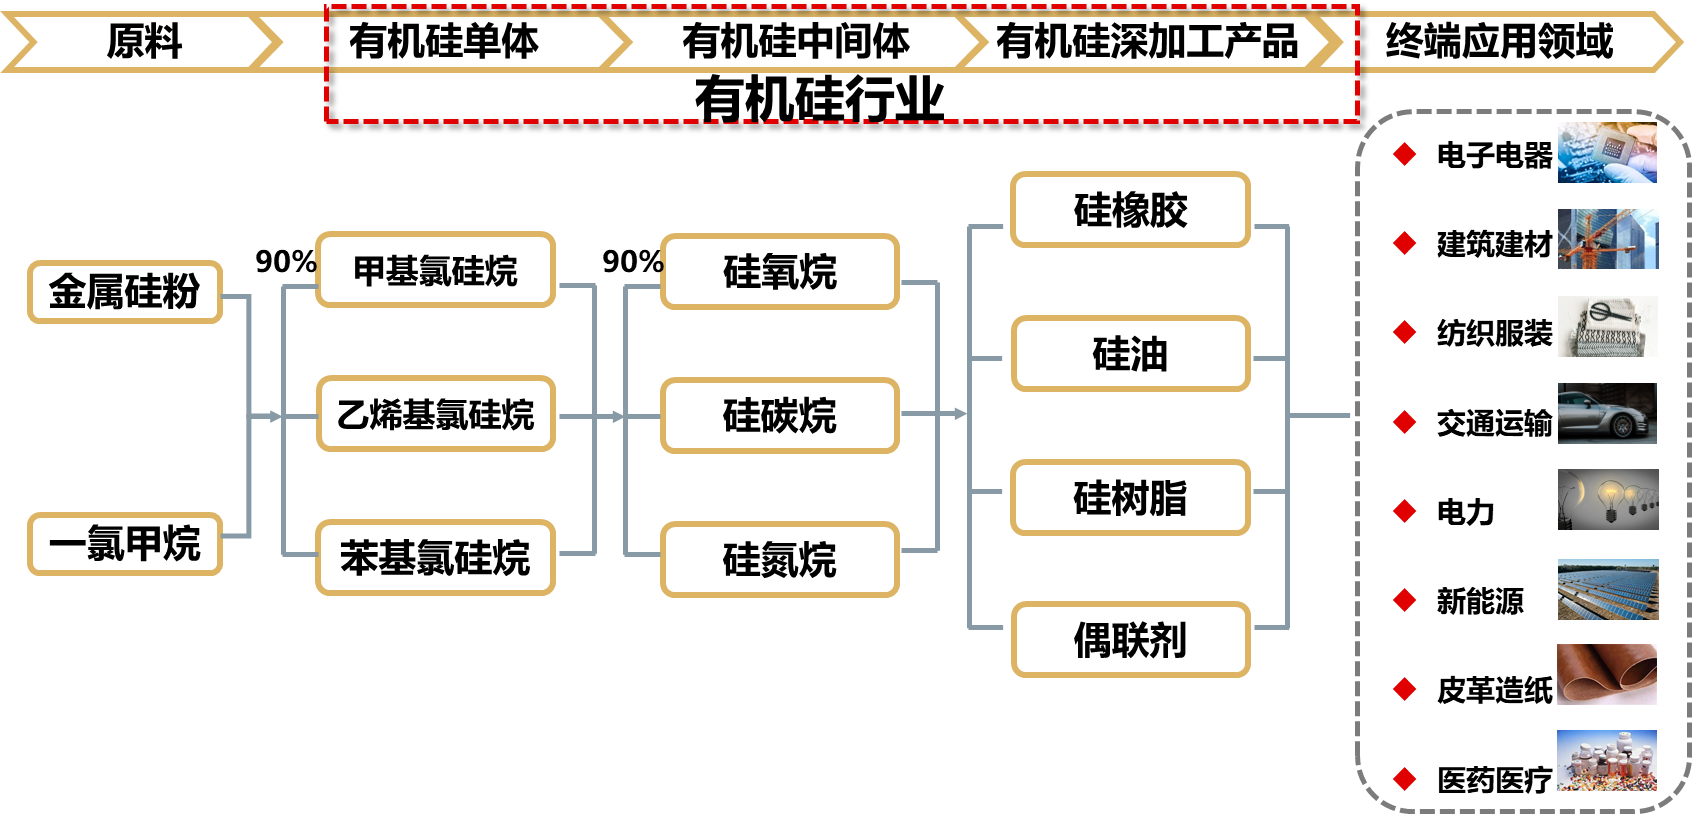 原料
有机硅单体
有机硅中间体
有机硅深加工产品
终端应用领域
有机硅行业
金属硅粉
一氯甲烷
90%
甲基氯硅烷
乙烯基氯硅烷
苯基氯硅烷
90%
硅氧烷
硅碳烷
硅氮烷
硅橡胶
硅油
硅树脂
偶联剂
电子电器
建筑建材
纺织服装
交通运输
电力
新能源
皮革造纸
医药医疗